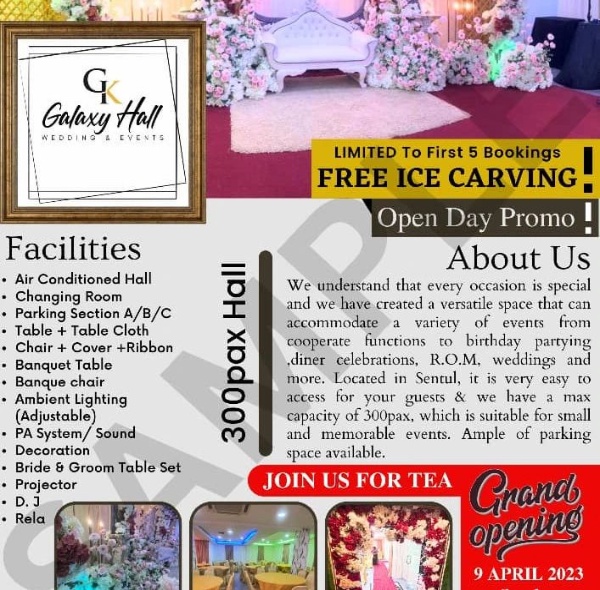 GK
Galaxy Hall
WEDDING & EVENTS
LIMITED To First 5 Bookings
FREE ICE CARVING!
Open Day Promo !
Facilities
• Air Conditioned Hall
• Changing Room
• Parking Section A/B/C
• Table + Table Cloth
• Chair + Cover +Ribbon
• Banquet Table
• Banque chair
• Ambient Lighting
(Adjustable)
• PA System/ Sound
• Decoration
• Bride & Groom Table Set
• Projector
• D. J
• Rela
300pax Hall
About Us
We understand that every occasion is special
and we have created a versatile space that can
accommodate a variety of events from
cooperate functions to birthday partying
,diner celebrations, R.O.M, weddings and
more. Located in Sentul, it is very easy to
access for your guests & we have a max
capacity of 300pax, which is suitable for small
and memorable events. Ample of parking
space available.
JOIN US FOR TEA
Grand
opening
9 APRIL 2023
SAMPLE